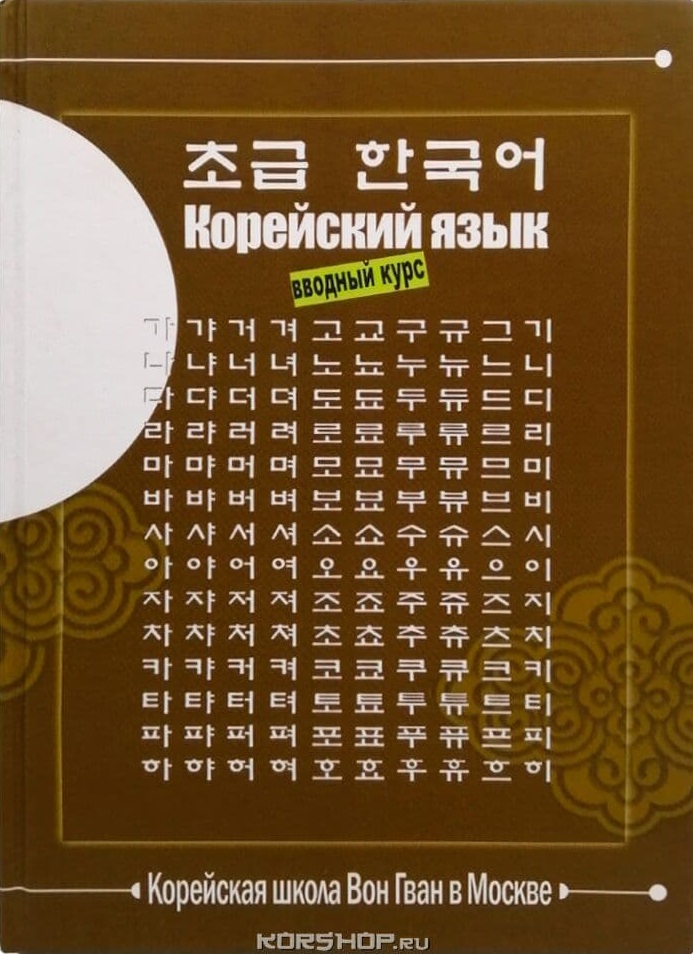 초급 한국어
Корейский язык
вводный курс
가 갸 거 겨 고 교 구 규 그 기
나 냐 너 녀 노 뇨 누 뉴 느 니
다 댜 더 뎌 도 됴 두 듀 드 디
라 랴 러 려 로 료 루 류 르 리
마 먀 머 며 모 묘 무 뮤 므 미
바 뱌 버 벼 보 뵤 부 뷰 브 비
사 샤 서 셔 소 쇼 수 슈 스 시
아 야 어 여 오 요 우 유 으 이
자 쟈 저 져 조 죠 주 쥬 즈 지
차 챠 처 쳐 초 쵸 추 츄 츠 치
카 캬 커 켜 코 쿄 쿠 큐 크 키
타 탸 터 텨 토 툐 투 튜 트 티
파 퍄 퍼 펴 포 표 푸 퓨 프 피
하 햐 허 혀 호 효 후 휴 흐 히
Корейская школа Вон Гван в Москве
KORSHOP.RU